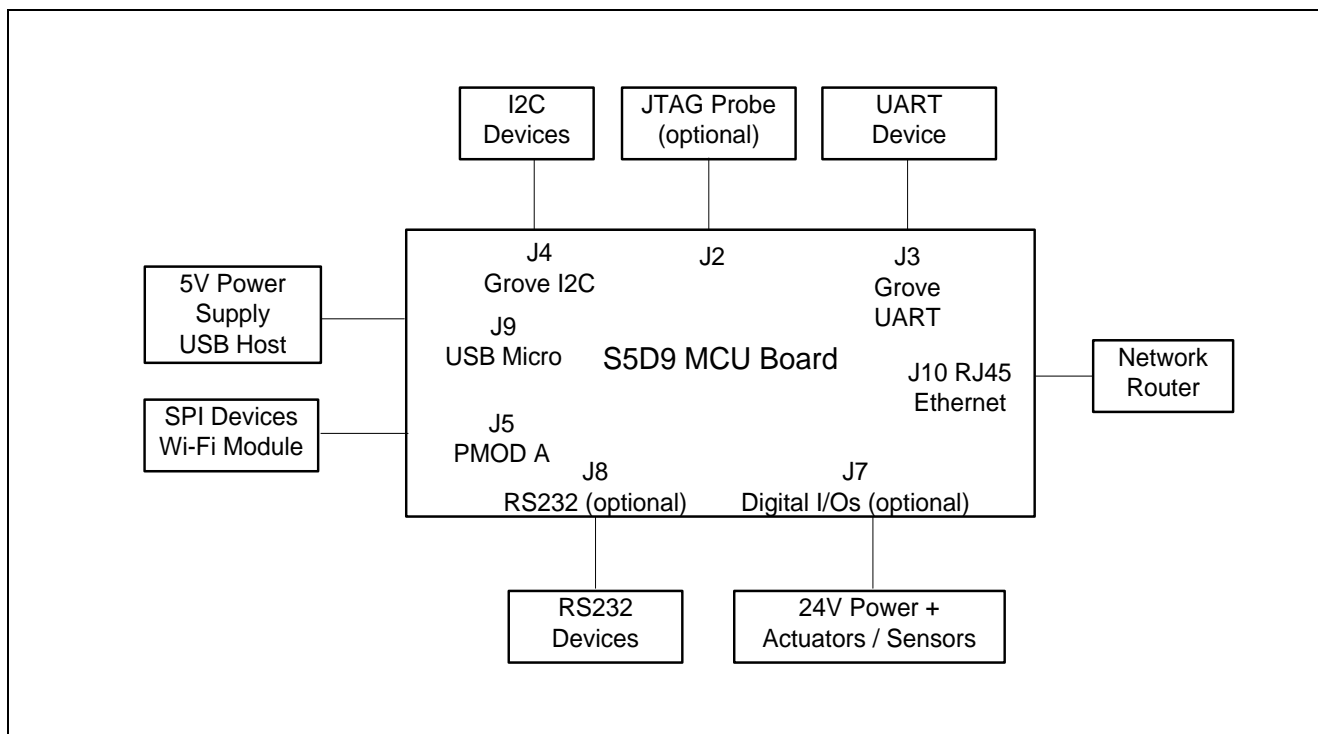 I2C
Devices
JTAG Probe
(optional)
UART
Device
5V Power
Supply
USB Host
SPI Devices
Wi-Fi Module
J4
Grove I2C
J2
J3
Grove
UART
J9
USB Micro
S5D9 MCU Board
J10 RJ45
Ethernet
J5
PMOD A
J8
RS232 (optional)
J7
Digital I/Os (optional)
Network
Router
RS232
Devices
24V Power +
Actuators / Sensors